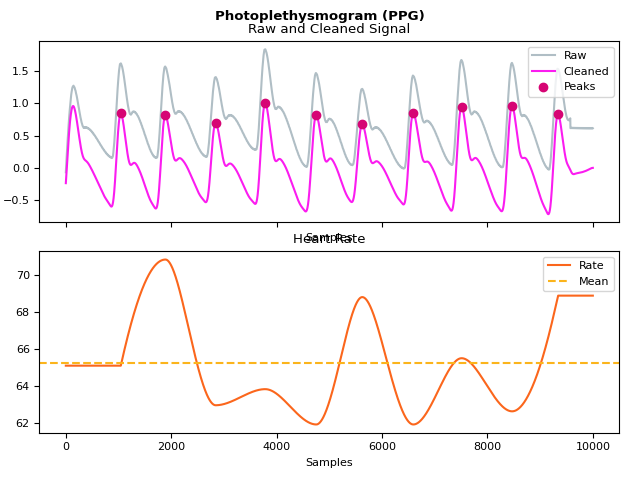 Photoplethysmogram (PPG)
Raw and Cleaned Signal
Raw
Cleaned
Peaks
1.5
1.0
0.5
0.0
−0.5
Samples
Heart Rate
Rate
Mean
70
68
66
64
62
0 2000 4000 6000 8000 10000
Samples